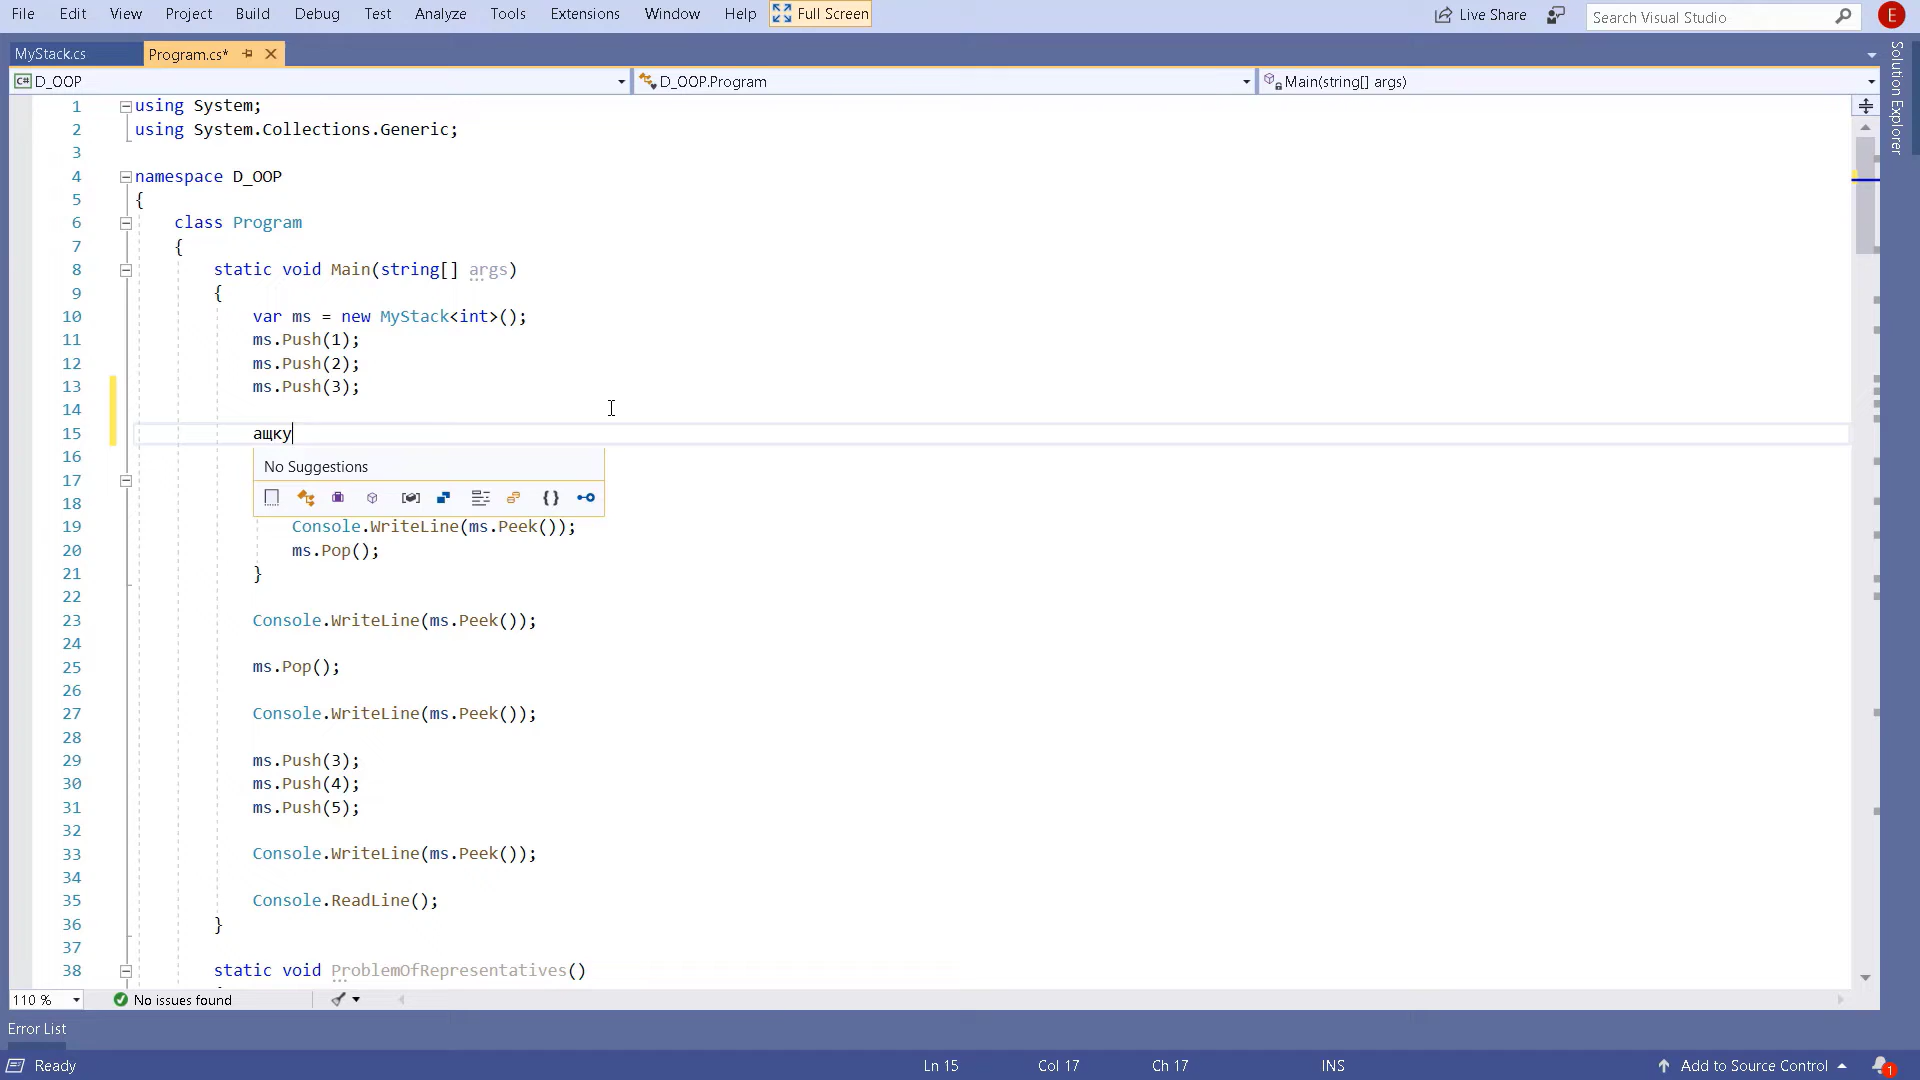 File Edit View Project Build Debug Test Analyze Tools Extensions Window Help Full Screen Live Share Search Visual Studio E
MyStack.cs Program.cs*
C# D_OOP D_OOP.Program Main(string[] args)
Solution Explorer
1 using System;
2 using System.Collections.Generic;
3
4 namespace D_OOP
5 {
6 class Program
7 {
8 static void Main(string[] args)
9 {
10 var ms = new MyStack<int>();
11 ms.Push(1);
12 ms.Push(2);
13 ms.Push(3);
14
15 ащку
16 No Suggestions
17
18
19 Console.WriteLine(ms.Peek());
20 ms.Pop();
21 }
22
23 Console.WriteLine(ms.Peek());
24
25 ms.Pop();
26
27 Console.WriteLine(ms.Peek());
28
29 ms.Push(3);
30 ms.Push(4);
31 ms.Push(5);
32
33 Console.WriteLine(ms.Peek());
34
35 Console.ReadLine();
36 }
37
38 static void ProblemOfRepresentatives()
110 % No issues found
Error List
Ready Ln 15 Col 17 Ch 17 INS Add to Source Control 1